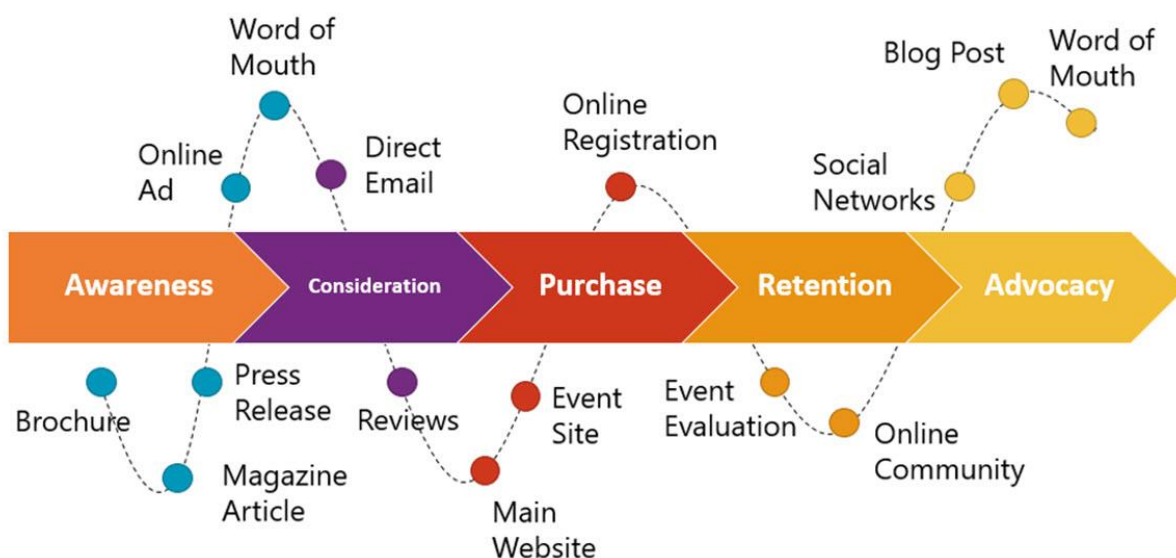 Word of
Mouth
Online
Ad
Direct
Email
Online
Registration
Blog Post
Word of
Mouth
Social
Networks
Awareness
Consideration
Purchase
Retention
Advocacy
Brochure
Press
Release
Magazine
Article
Reviews
Event
Site
Main
Website
Event
Evaluation
Online
Community